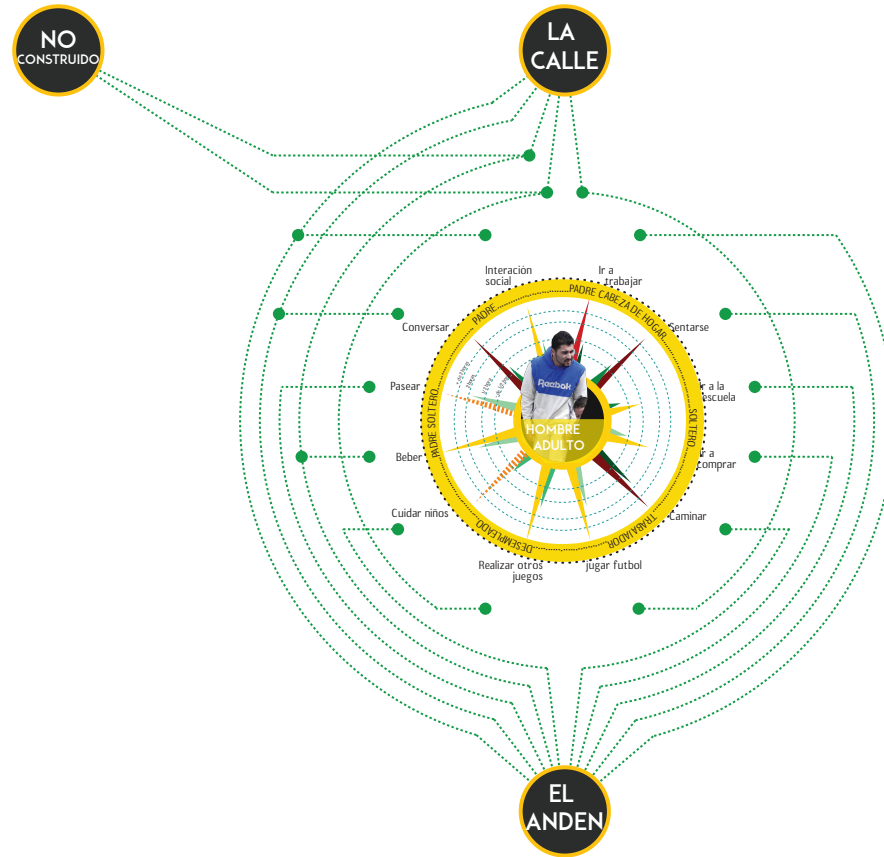 NO
CONSTRUIDO
LA
CALLE
Interación
social
Ir a
trabajar
PADRE
PADRE CABEZA DE HOGAR
Conversar
Sentarse
Pasear
Ir a la
escuela
Reebok
HOMBRE
ADULTO
PADRE SOLTERO
SOLTERO
Beber
Ir a
comprar
Cuidar niños
Caminar
DESEMPLEADO
TRABAJADOR
Realizar otros
juegos
jugar futbol
EL
ANDEN